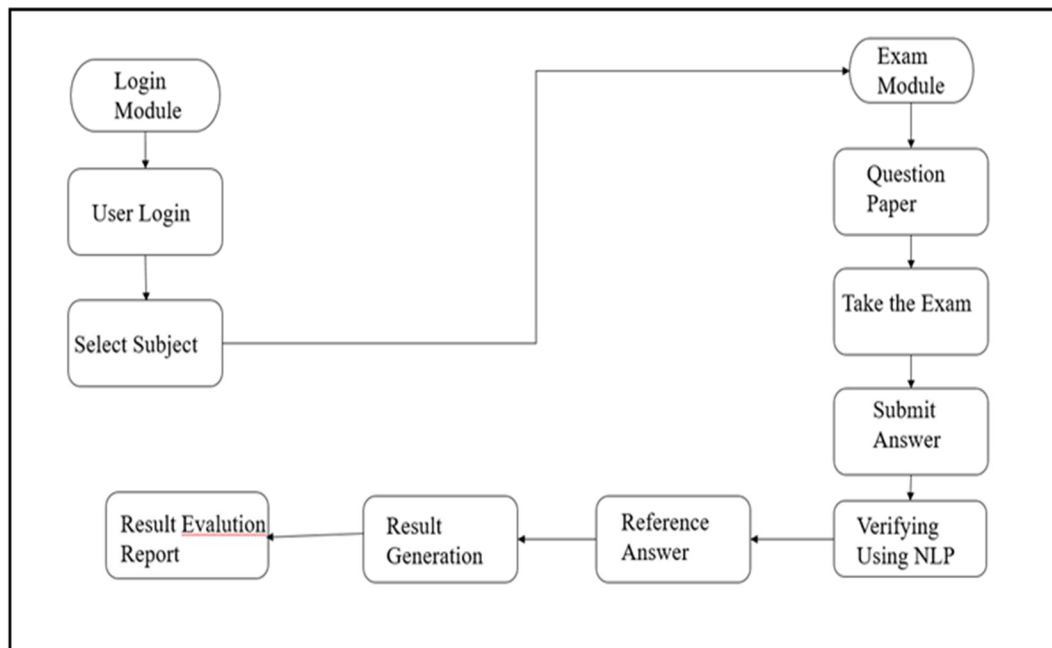 Login
Module
User Login
Select Subject
Exam
Module
Question
Paper
Take the Exam
Submit
Answer
Verifying
Using NLP
Reference
Answer
Result
Generation
Result Evalution
Report